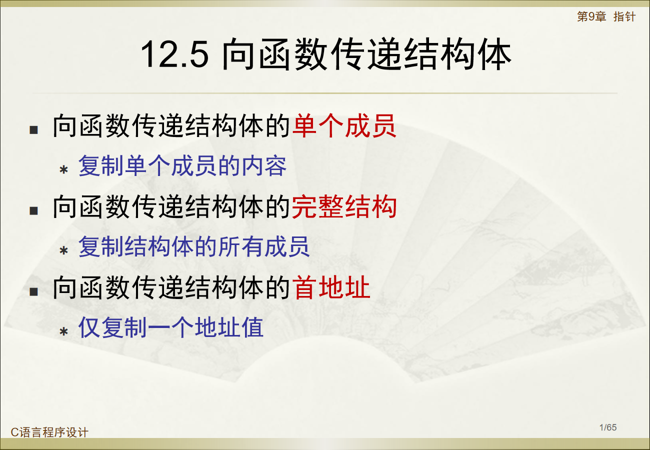 第9章 指针
12.5 向函数传递结构体
向函数传递结构体的单个成员
复制单个成员的内容
向函数传递结构体的完整结构
复制结构体的所有成员
向函数传递结构体的首地址
仅复制一个地址值
C语言程序设计
1/65